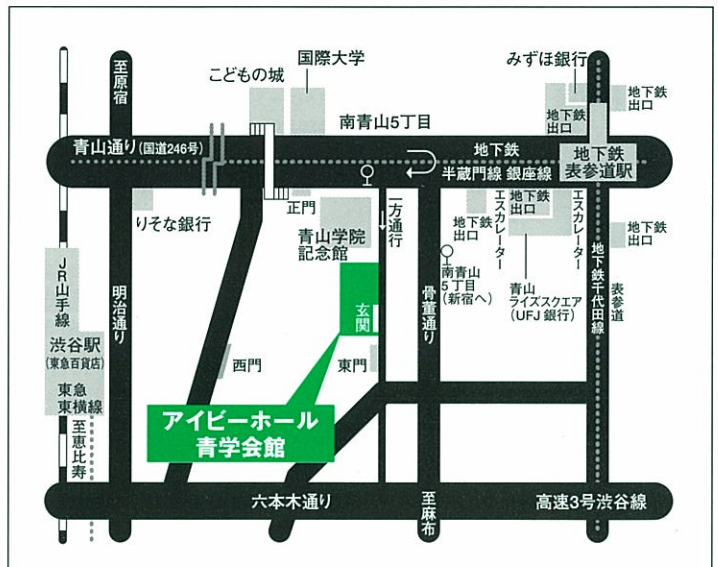 至原宿
こどもの城
国際大学
みずほ銀行
地下鉄
出口
地下鉄
出口
南青山5丁目
青山通り(国道246号)
地下鉄
半蔵門線 銀座線
地下鉄
表参道駅
りそな銀行
正門
青山学院
記念館
一方通行
地下鉄
出口
エスカレーター
地下鉄
出口
エスカレーター
地下鉄
出口
南青山
5丁目
(新宿へ)
青山
ライズスクエア
(UFJ銀行)
地下鉄千代田線
表参道
JR山手線
明治通り
骨董通り
玄関
渋谷駅
(東急百貨店)
東急
東横線
至恵比寿
西門
東門
アイビーホール
青学会館
六本木通り
至麻布
高速3号渋谷線